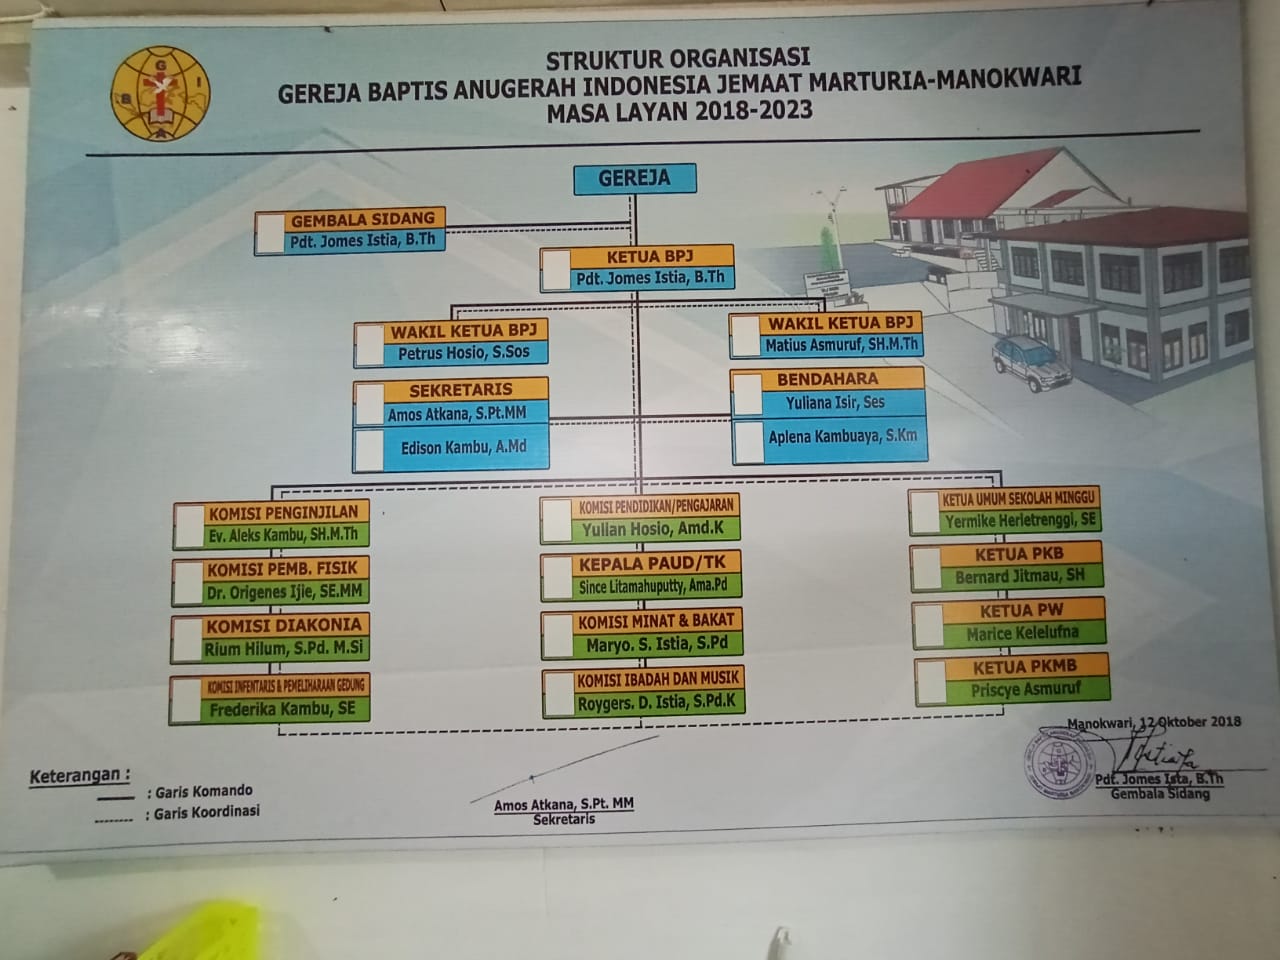 STRUKTUR ORGANISASI
GEREJA BAPTIS ANUGERAH INDONESIA JEMAAT MARTURIA-MANOKWARI
MASA LAYAN 2018-2023
G
B
I
A
GEREJA
GEMBALA SIDANG
Pdt. Jomes Istia, B.Th
KETUA BPJ
Pdt. Jomes Istia, B.Th
WAKIL KETUA BPJ
Petrus Hosio, S.Sos
WAKIL KETUA BPJ
Matius Asmuruf, SH.M.Th
SEKRETARIS
Amos Atkana, S.Pt.MM
Edison Kambu, A.Md
BENDAHARA
Yuliana Isir, Ses
Aplena Kambuaya, S.Km
KOMISI PENGINJILAN
Ev. Aleks Kambu, SH.M.Th
KOMISI PEMB. FISIK
Dr. Origenes Ijie, SE.MM
KOMISI DIAKONIA
Rium Hilum, S.Pd. M.Si
KOMISI INFENTARIS & PEMELIHARAAN GEDUNG
Frederika Kambu, SE
KOMISI PENDIDIKAN/PENGAJARAN
Yulian Hosio, Amd.K
KEPALA PAUD/TK
Since Litamahuputty, Ama.Pd
KOMISI MINAT & BAKAT
Maryo. S. Istia, S.Pd
KOMISI IBADAH DAN MUSIK
Roygers. D. Istia, S.Pd.K
KETUA UMUM SEKOLAH MINGGU
Yermike Herletrenggi, SE
KETUA PKB
Bernard Jitmau, SH
KETUA PW
Marice Kelelufna
KETUA PKMB
Priscye Asmuruf
Keterangan :
: Garis Komando
: Garis Koordinasi
Amos Atkana, S.Pt. MM
Sekretaris
Manokwari, 12 Oktober 2018
Pdt. Jomes Ista, B.Th
Gembala Sidang